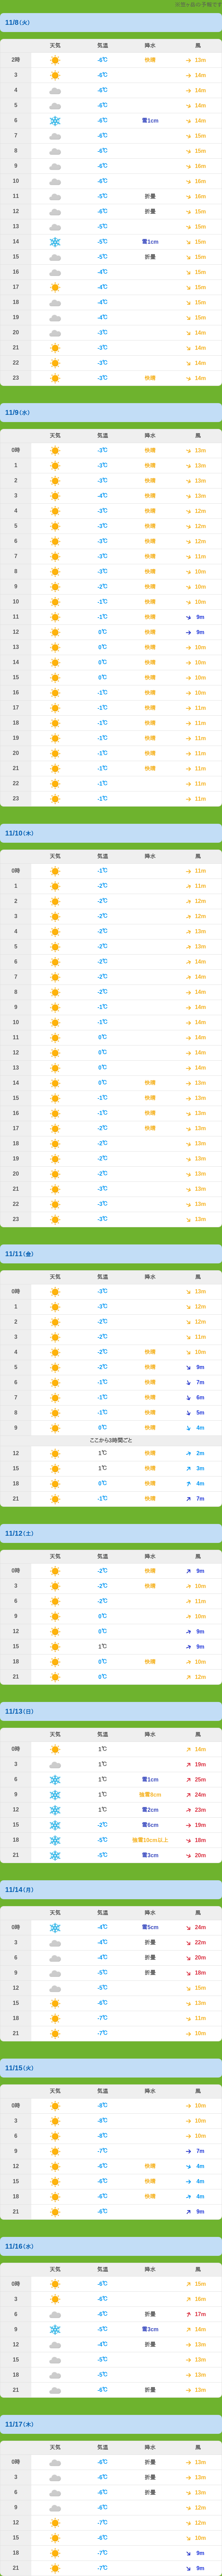 11/8(火)
天気 気温 降水 風
2時 -6℃ 快晴 13m
3 -6℃ 14m
4 -6℃ 14m
5 -6℃ 14m
6 -6℃ 雪1cm 14m
7 -6℃ 15m
8 -6℃ 15m
9 -6℃ 16m
10 -6℃ 16m
11 -5℃ 折曇 16m
12 -6℃ 折曇 15m
13 -5℃ 15m
14 -5℃ 雪1cm 15m
15 -5℃ 折曇 15m
16 -4℃ 15m
17 -4℃ 15m
18 -4℃ 15m
19 -4℃ 15m
20 -3℃ 14m
21 -3℃ 14m
22 -3℃ 14m
23 -3℃ 快晴 14m
11/9(水)
天気 気温 降水 風
0時 -3℃ 快晴 13m
1 -3℃ 快晴 13m
2 -3℃ 快晴 13m
3 -4℃ 快晴 13m
4 -3℃ 快晴 12m
5 -3℃ 快晴 12m
6 -3℃ 快晴 12m
7 -3℃ 快晴 11m
8 -3℃ 快晴 10m
9 -2℃ 快晴 10m
10 -1℃ 快晴 10m
11 -1℃ 快晴 9m
12 0℃ 快晴 9m
13 0℃ 快晴 10m
14 0℃ 快晴 10m
15 0℃ 快晴 10m
16 -1℃ 快晴 10m
17 -1℃ 快晴 11m
18 -1℃ 快晴 11m
19 -1℃ 快晴 11m
20 -1℃ 快晴 11m
21 -1℃ 快晴 11m
22 -1℃ 11m
23 -1℃ 11m
11/10(木)
天気 気温 降水 風
0時 -1℃ 11m
1 -2℃ 11m
2 -2℃ 12m
3 -2℃ 12m
4 -2℃ 13m
5 -2℃ 13m
6 -2℃ 14m
7 -2℃ 14m
8 -2℃ 14m
9 -1℃ 14m
10 -1℃ 14m
11 0℃ 14m
12 0℃ 14m
13 0℃ 14m
14 0℃ 快晴 13m
15 -1℃ 快晴 13m
16 -1℃ 快晴 13m
17 -2℃ 快晴 13m
18 -2℃ 13m
19 -2℃ 13m
20 -2℃ 13m
21 -3℃ 13m
22 -3℃ 13m
23 -3℃ 13m
11/11(金)
天気 気温 降水 風
0時 -3℃ 13m
1 -3℃ 12m
2 -2℃ 12m
3 -2℃ 11m
4 -2℃ 快晴 10m
5 -2℃ 快晴 9m
6 -1℃ 快晴 7m
7 -1℃ 快晴 6m
8 -1℃ 快晴 5m
9 0℃ 快晴 4m
ここから3時間ごと
12 1℃ 快晴 2m
15 1℃ 快晴 3m
18 0℃ 快晴 4m
21 -1℃ 快晴 7m
11/12(土)
天気 気温 降水 風
0時 -2℃ 快晴 9m
3 -2℃ 快晴 10m
6 -2℃ 11m
9 0℃ 10m
12 0℃ 9m
15 1℃ 9m
18 0℃ 快晴 10m
21 0℃ 12m
11/13(日)
天気 気温 降水 風
0時 1℃ 14m
3 1℃ 19m
6 1℃ 雪1cm 25m
9 1℃ 強雪8cm 24m
12 1℃ 雪2cm 23m
15 -2℃ 雪6cm 19m
18 -5℃ 強雪10cm以上 18m
21 -5℃ 雪3cm 20m
11/14(月)
天気 気温 降水 風
0時 -4℃ 雪5cm 24m
3 -4℃ 折曇 22m
6 -4℃ 折曇 20m
9 -5℃ 折曇 18m
12 -5℃ 15m
15 -6℃ 13m
18 -7℃ 11m
21 -7℃ 10m
11/15(火)
天気 気温 降水 風
0時 -8℃ 10m
3 -8℃ 10m
6 -8℃ 10m
9 -7℃ 7m
12 -6℃ 快晴 4m
15 -6℃ 快晴 4m
18 -6℃ 快晴 4m
21 -6℃ 9m
11/16(水)
天気 気温 降水 風
0時 -6℃ 15m
3 -6℃ 16m
6 -6℃ 折曇 17m
9 -5℃ 雪3cm 14m
12 -4℃ 折曇 13m
15 -5℃ 13m
18 -5℃ 13m
21 -6℃ 折曇 13m
11/17(木)
天気 気温 降水 風
0時 -6℃ 折曇 13m
3 -6℃ 折曇 13m
6 -6℃ 折曇 13m
9 -6℃ 12m
12 -7℃ 12m
15 -6℃ 10m
18 -7℃ 9m
21 -7℃ 9m